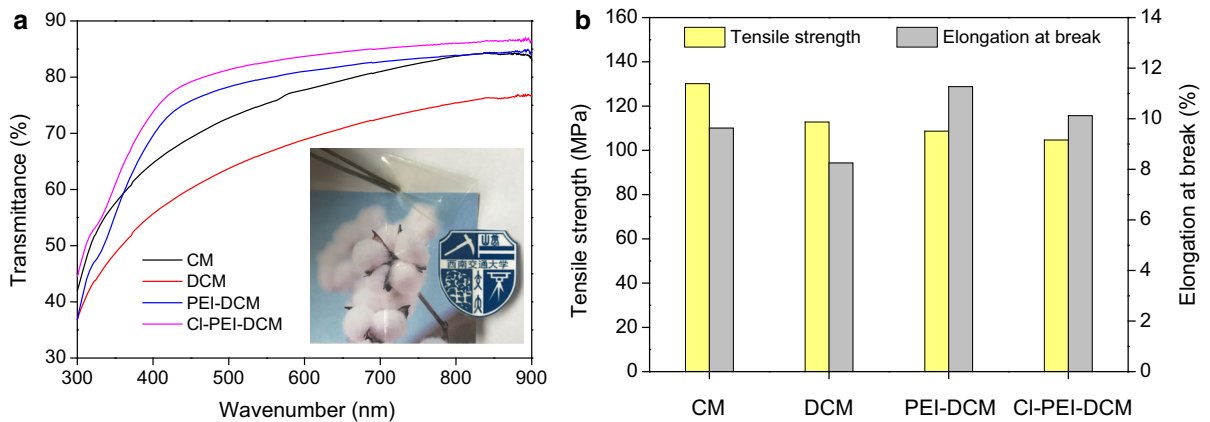 a
Transmittance (%)
90
80
70
60
50
40
30
300
400
500
600
700
800
900
Wavenumber (nm)
CM
DCM
PEI-DCM
Cl-PEI-DCM
西南交通大学
b
Tensile strength (MPa)
160
140
120
100
80
60
40
20
0
Tensile strength
Elongation at break
CM
DCM
PEI-DCM
Cl-PEI-DCM
14
12
10
8
6
4
2
0
Elongation at break (%)